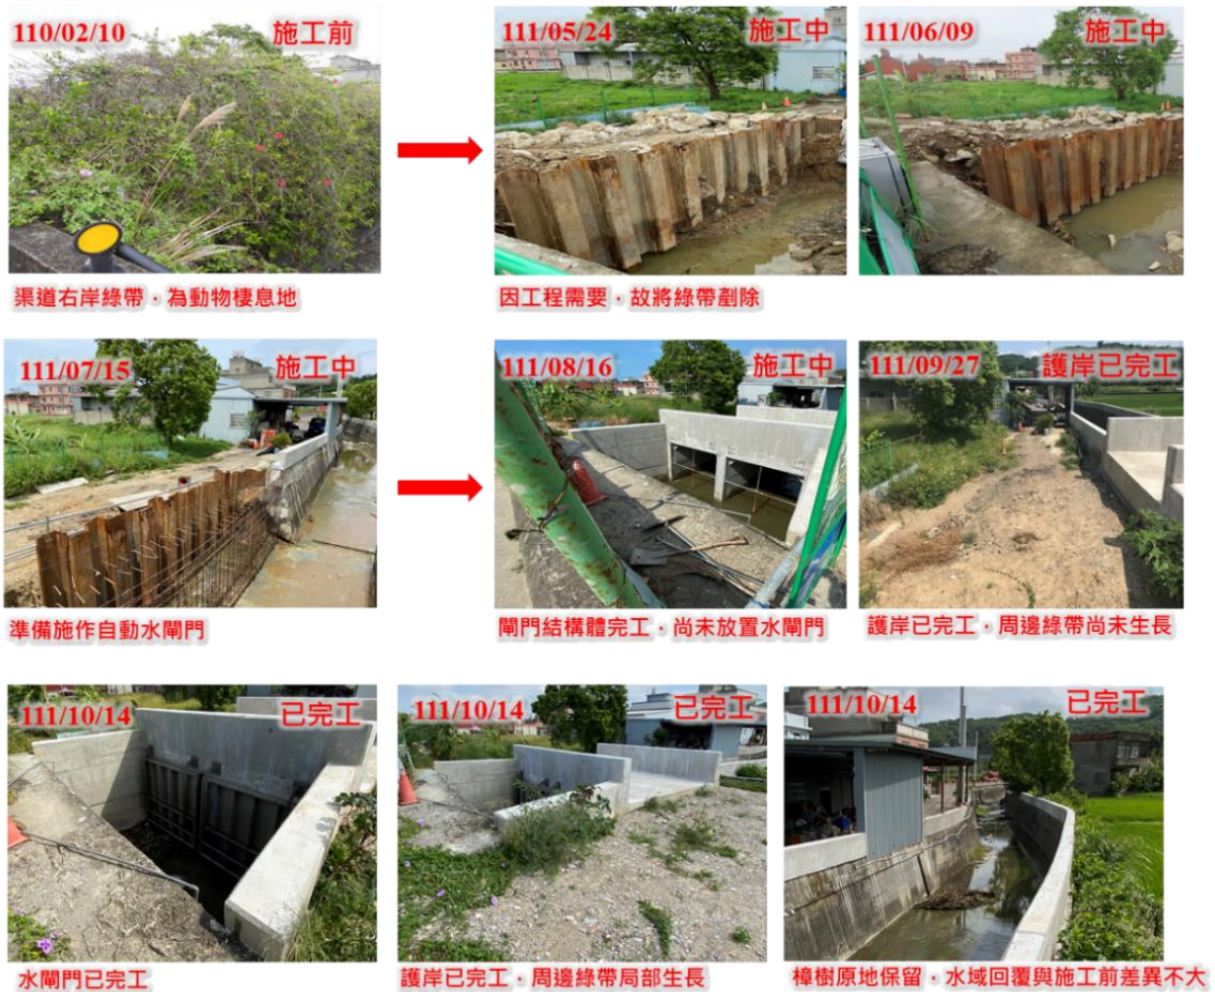 110/02/10 施工前
111/05/24 施工中
111/06/09 施工中
渠道右岸綠帶，為動物棲息地
因工程需要，故將綠帶剷除
111/07/15 施工中
111/08/16 施工中
111/09/27 護岸已完工
準備施作自動水閘門
閘門結構體完工，尚未放置水閘門
護岸已完工，周邊綠帶尚未生長
111/10/14 已完工
111/10/14 已完工
111/10/14 已完工
水閘門已完工
護岸已完工，周邊綠帶局部生長
樟樹原地保留，水域回覆與施工前差異不大